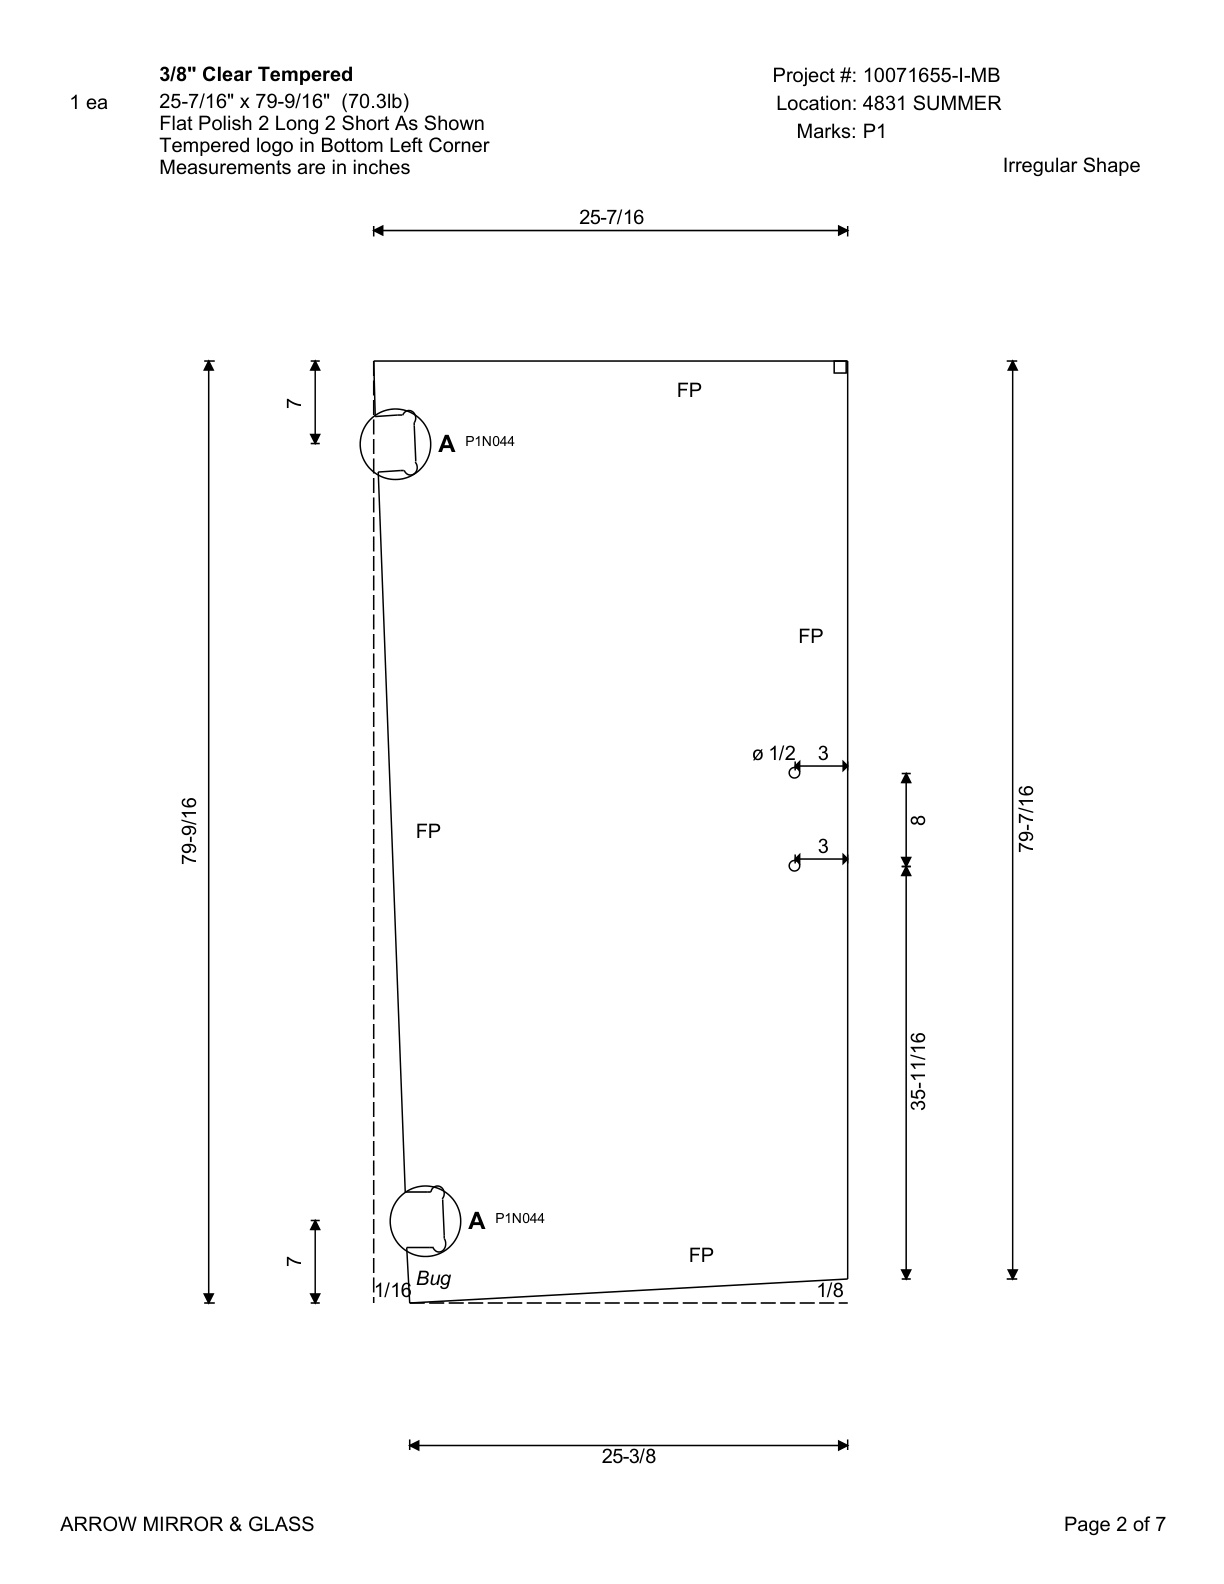 3/8" Clear Tempered
1 ea
25-7/16" x 79-9/16" (70.3lb)
Flat Polish 2 Long 2 Short As Shown
Tempered logo in Bottom Left Corner
Measurements are in inches
Project #: 10071655-I-MB
Location: 4831 SUMMER
Marks: P1
Irregular Shape
25-7/16
7
FP
A P1N044
FP
ø 1/2 3
79-9/16
FP
8
79-7/16
3
35-11/16
A P1N044
7
FP
Bug
1/16
1/8
25-3/8
ARROW MIRROR & GLASS
Page 2 of 7